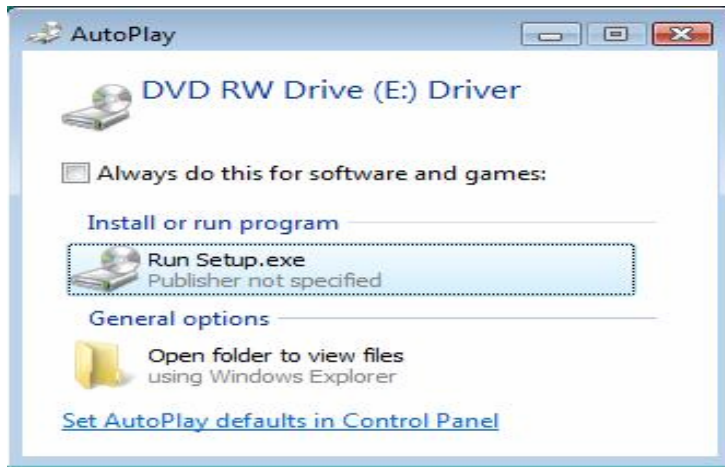 AutoPlay
DVD RW Drive (E:) Driver
Always do this for software and games:
Install or run program
Run Setup.exe
Publisher not specified
General options
Open folder to view files
using Windows Explorer
Set AutoPlay defaults in Control Panel